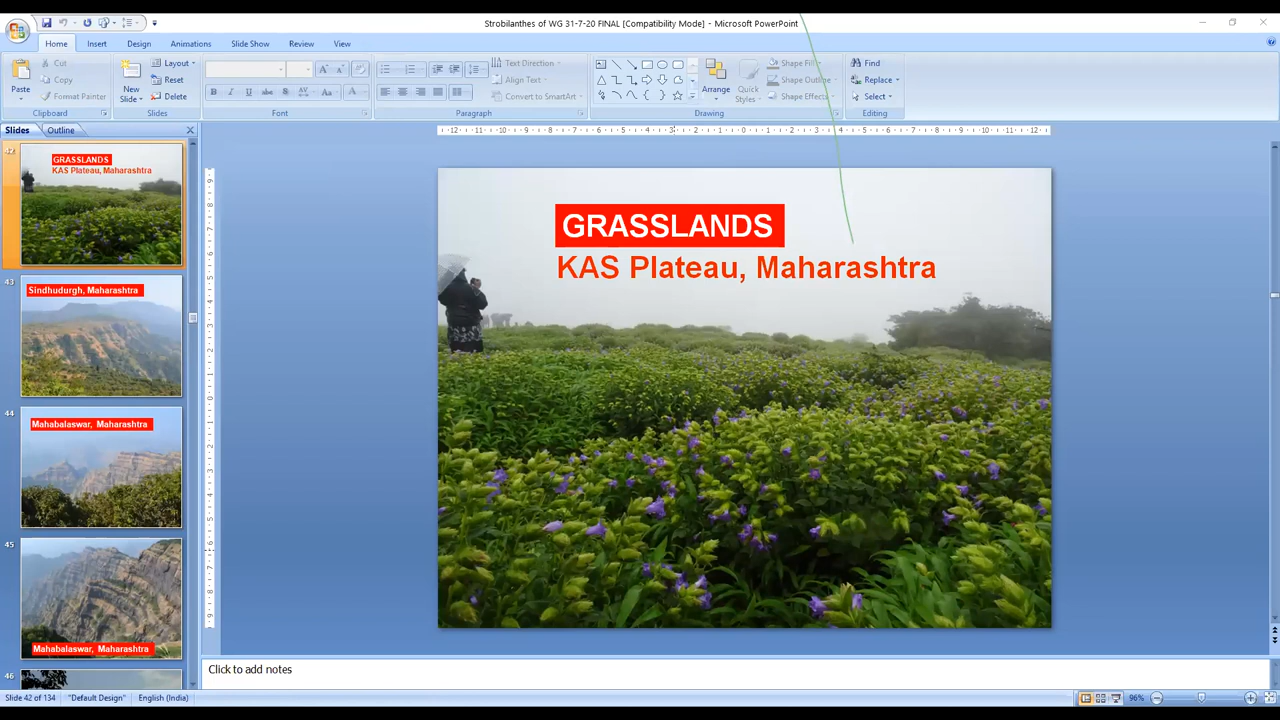 Strobilanthes of WG 31-7-20 FINAL [Compatibility Mode] - Microsoft PowerPoint
Home Insert Design Animations Slide Show Review View
Paste
Cut
Copy
Format Painter
Clipboard
New Slide
Layout
Reset
Delete
Slides
B I U abc S AV Aa A
Font
Text Direction
Align Text
Convert to SmartArt
Paragraph
Arrange
Quick Styles
Shape Fill
Shape Outline
Shape Effects
Drawing
Find
Replace
Select
Editing
Slides Outline
42
GRASSLANDS
KAS Plateau, Maharashtra
43
Sindhudurgh, Maharashtra
44
Mahabalaswar, Maharashtra
45
Mahabalaswar, Maharashtra
46
GRASSLANDS
KAS Plateau, Maharashtra
Click to add notes
Slide 42 of 134 "Default Design" English (India) 96%